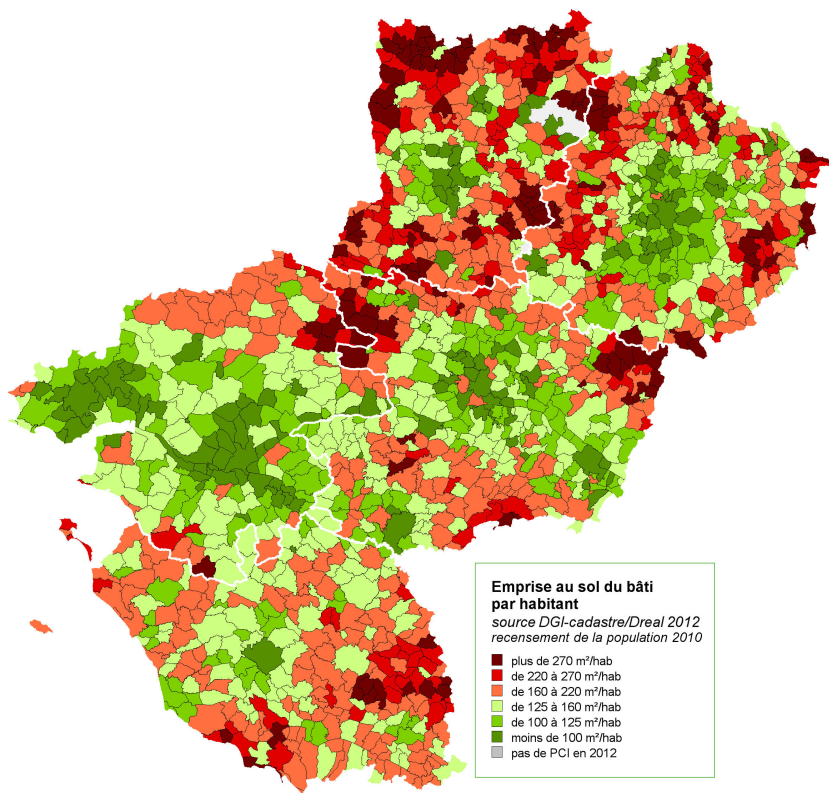 Emprise au sol du bâti
par habitant
source DGI-cadastre/Dreal 2012
recensement de la population 2010
plus de 270 m²/hab
de 220 à 270 m²/hab
de 160 à 220 m²/hab
de 125 à 160 m²/hab
de 100 à 125 m²/hab
moins de 100 m²/hab
pas de PCI en 2012